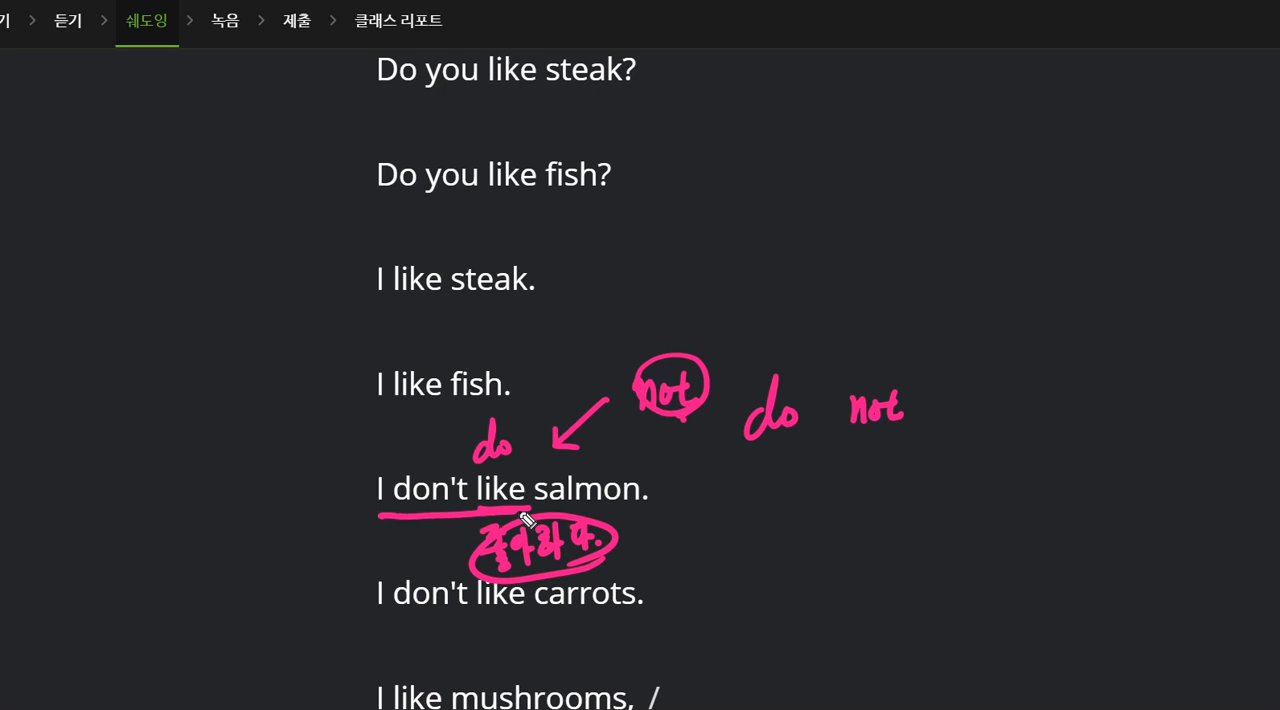 기 > 듣기 > 쉐도잉 > 녹음 > 제출 > 클래스 리포트
Do you like steak?
Do you like fish?
I like steak.
I like fish.
not do not
do
I don't like salmon.
좋아하다.
I don't like carrots.
I like mushrooms, /